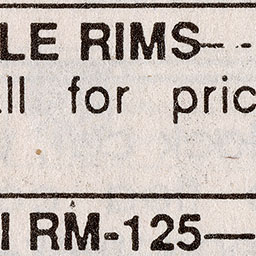 LE RIMS--
ll for pric
I RM-125—